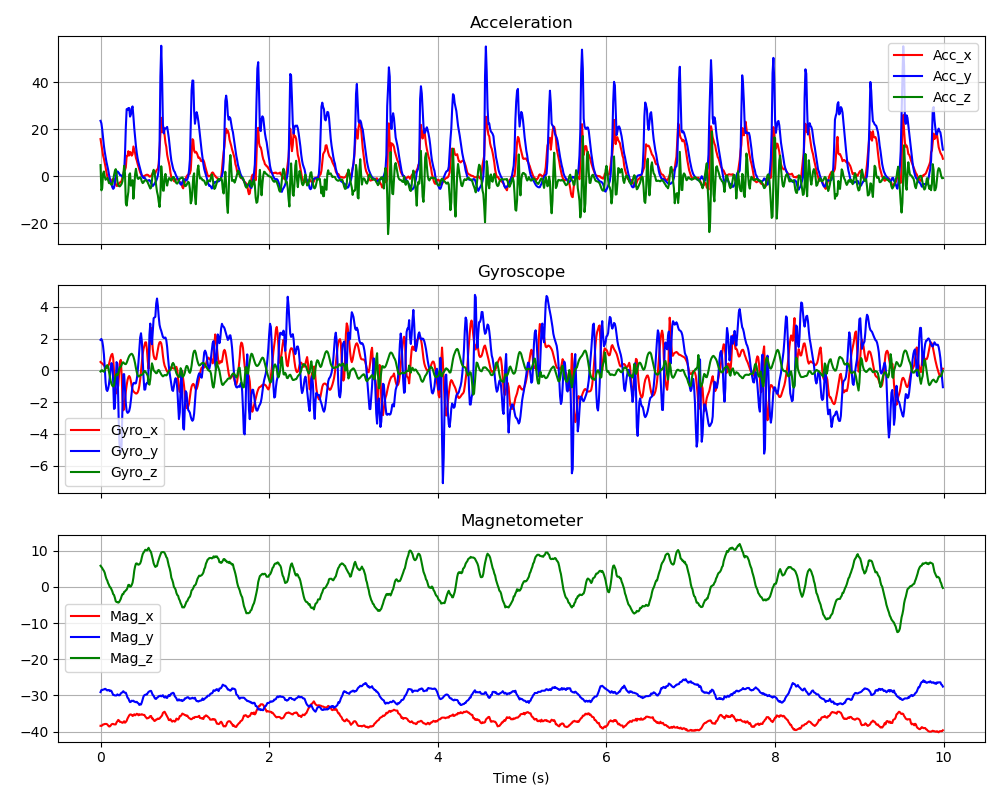 Acceleration
40
20
0
−20
Acc_x
Acc_y
Acc_z
Gyroscope
4
2
0
−2
−4
−6
Gyro_x
Gyro_y
Gyro_z
Magnetometer
10
0
−10
−20
−30
−40
Mag_x
Mag_y
Mag_z
0 2 4 6 8 10
Time (s)